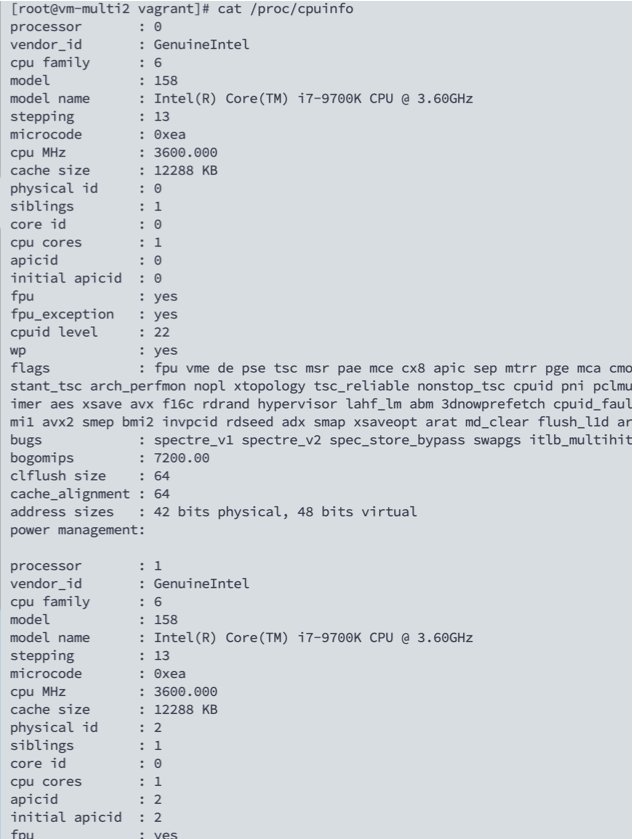 [root@vm-multi2 vagrant]# cat /proc/cpuinfo
processor : 0
vendor_id : GenuineIntel
cpu family : 6
model : 158
model name : Intel(R) Core(TM) i7-9700K CPU @ 3.60GHz
stepping : 13
microcode : 0xea
cpu MHz : 3600.000
cache size : 12288 KB
physical id : 0
siblings : 1
core id : 0
cpu cores : 1
apicid : 0
initial apicid : 0
fpu : yes
fpu_exception : yes
cpuid level : 22
wp : yes
flags : fpu vme de pse tsc msr pae mce cx8 apic sep mtrr pge mca cmo
stant_tsc arch_perfmon nopl xtopology tsc_reliable nonstop_tsc cpuid pni pclmu
imer aes xsave avx f16c rdrand hypervisor lahf_lm abm 3dnowprefetch cpuid_faul
mi1 avx2 smep bmi2 invpcid rdseed adx smap xsaveopt arat md_clear flush_l1d ar
bugs : spectre_v1 spectre_v2 spec_store_bypass swapgs itlb_multihit
bogomips : 7200.00
clflush size : 64
cache_alignment : 64
address sizes : 42 bits physical, 48 bits virtual
power management:
processor : 1
vendor_id : GenuineIntel
cpu family : 6
model : 158
model name : Intel(R) Core(TM) i7-9700K CPU @ 3.60GHz
stepping : 13
microcode : 0xea
cpu MHz : 3600.000
cache size : 12288 KB
physical id : 2
siblings : 1
core id : 0
cpu cores : 1
apicid : 2
initial apicid : 2
fpu : yes